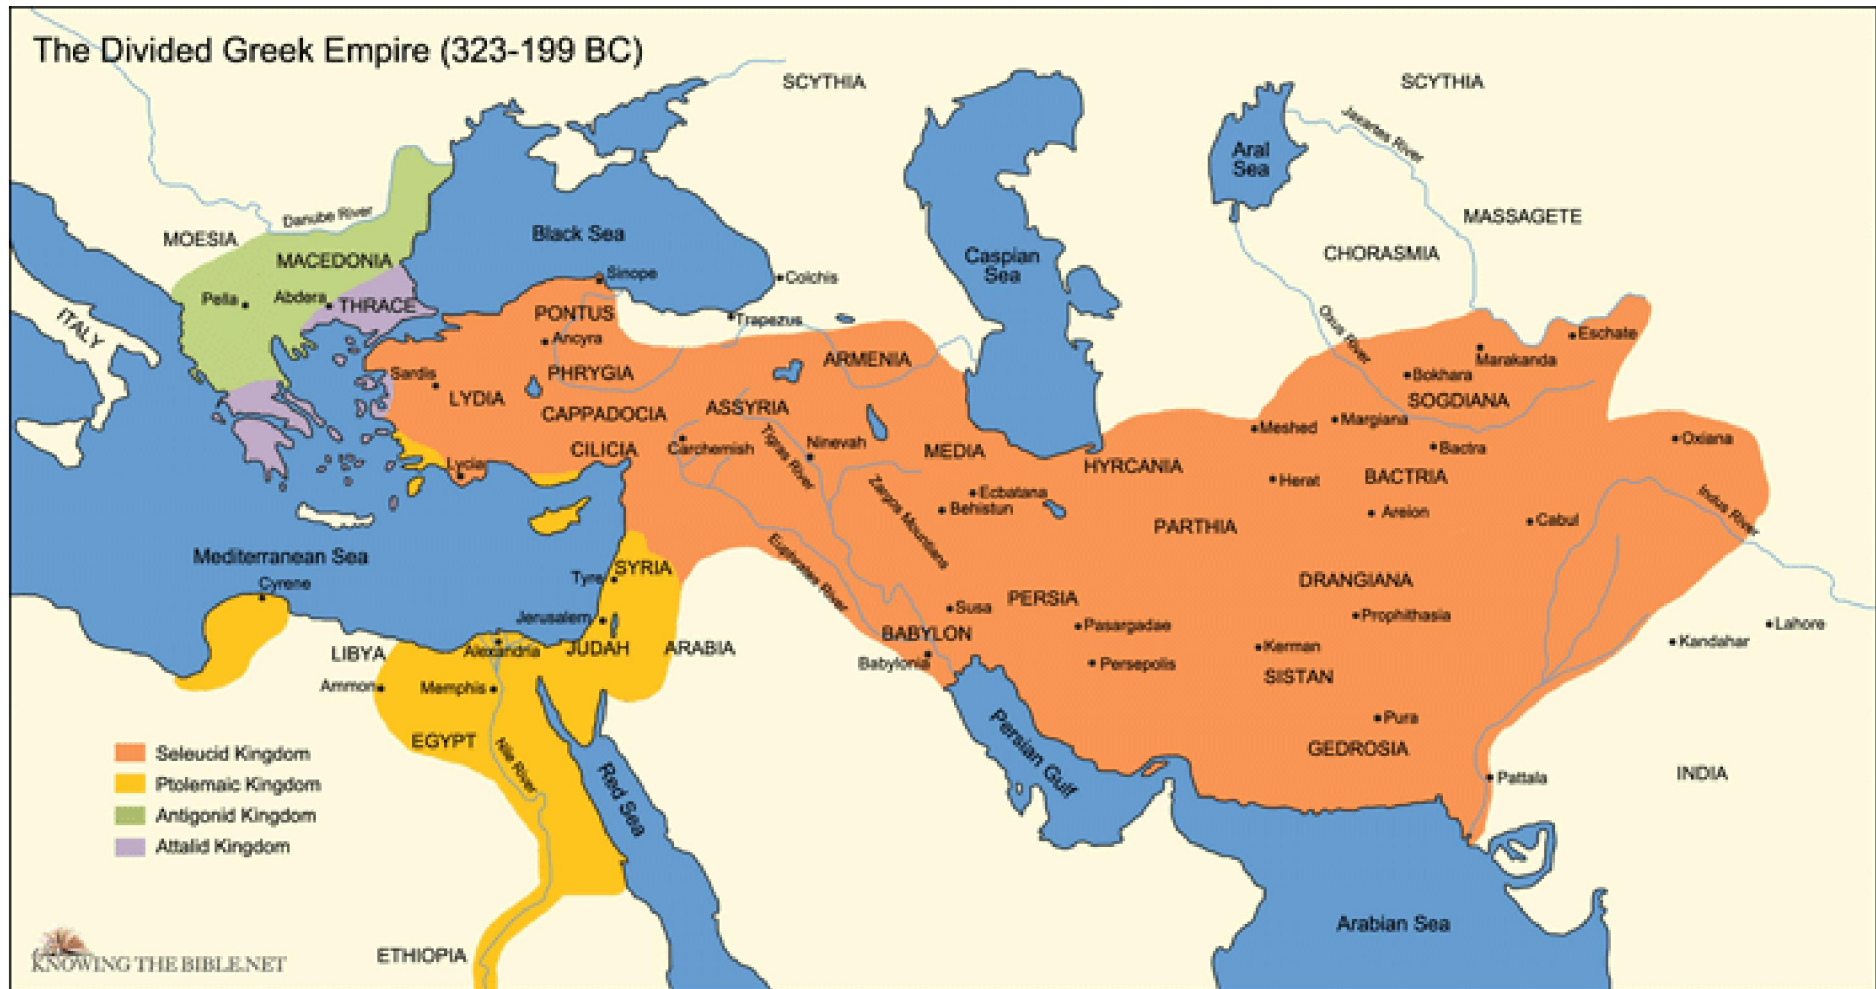 The Divided Greek Empire (323-199 BC)
SCYTHIA
SCYTHIA
Jaxartes River
Aral
Sea
MASSAGETE
Danube River
MOESIA
Black Sea
CHORASMIA
MACEDONIA
Caspian
Sea
Sinope
Colchis
Pella
Abdera
THRACE
ITALY
PONTUS
Trapezus
Oxus River
Eschate
Ancyra
ARMENIA
Marakanda
Sardis
PHRYGIA
Bokhara
LYDIA
SOGDIANA
CAPPADOCIA
ASSYRIA
Margiana
Meshed
Oxiana
CILICIA
Carchemish
Tigras River
Ninevah
MEDIA
Bactra
Lycia
HYRCANIA
BACTRIA
Herat
Zargos Mountians
Ecbatana
Behistun
Areion
Cabul
Indus River
PARTHIA
Mediterranean Sea
Euphrates River
SYRIA
Tyre
DRANGIANA
Cyrene
PERSIA
Susa
Prophithasia
Jerusalem
Pasargadae
Lahore
BABYLON
LIBYA
Alexandria
JUDAH
ARABIA
Kerman
Kandahar
Babylonia
Persepolis
Ammon
Memphis
SISTAN
Pura
EGYPT
Nile River
Persian Gulf
GEDROSIA
Seleucid Kingdom
Red Sea
Pattala
INDIA
Ptolemaic Kingdom
Antigonid Kingdom
Attalid Kingdom
Arabian Sea
ETHIOPIA
KNOWING THE BIBLE.NET